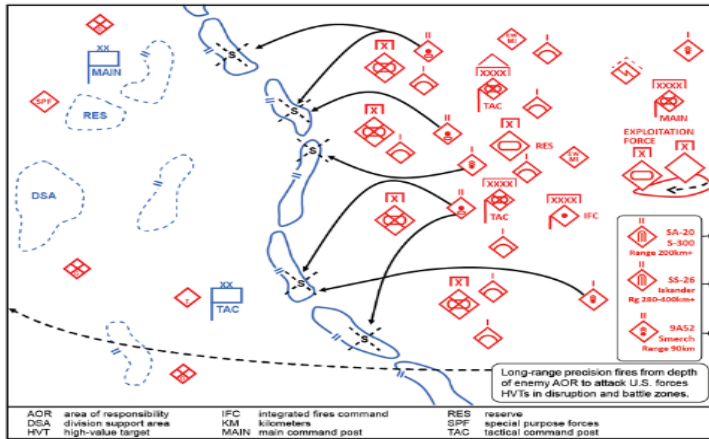 XX
MAIN
SPF
RES
DSA
XX
TAC
S
S
S
S
S
II
II
I
II
I
X
X
X
X
I
I
I
I
I
I
I
EW
MI
XXXX
TAC
X
RES
XXXX
TAC
XXXX
IFC
EW
MI
I
XXXX
MAIN
EXPLOITATION
FORCE
X
X
II
SA-20
S-300
Range 200km+
II
SS-26
Iskander
Rg 280-400km+
III
9A52
Smerch
Range 90km
Long-range precision fires from depth
of enemy AOR to attack U.S. forces
HVTs in disruption and battle zones.
AOR area of responsibility IFC integrated fires command RES reserve
DSA division support area KM kilometers SPF special purpose forces
HVT high-value target MAIN main command post TAC tactical command post